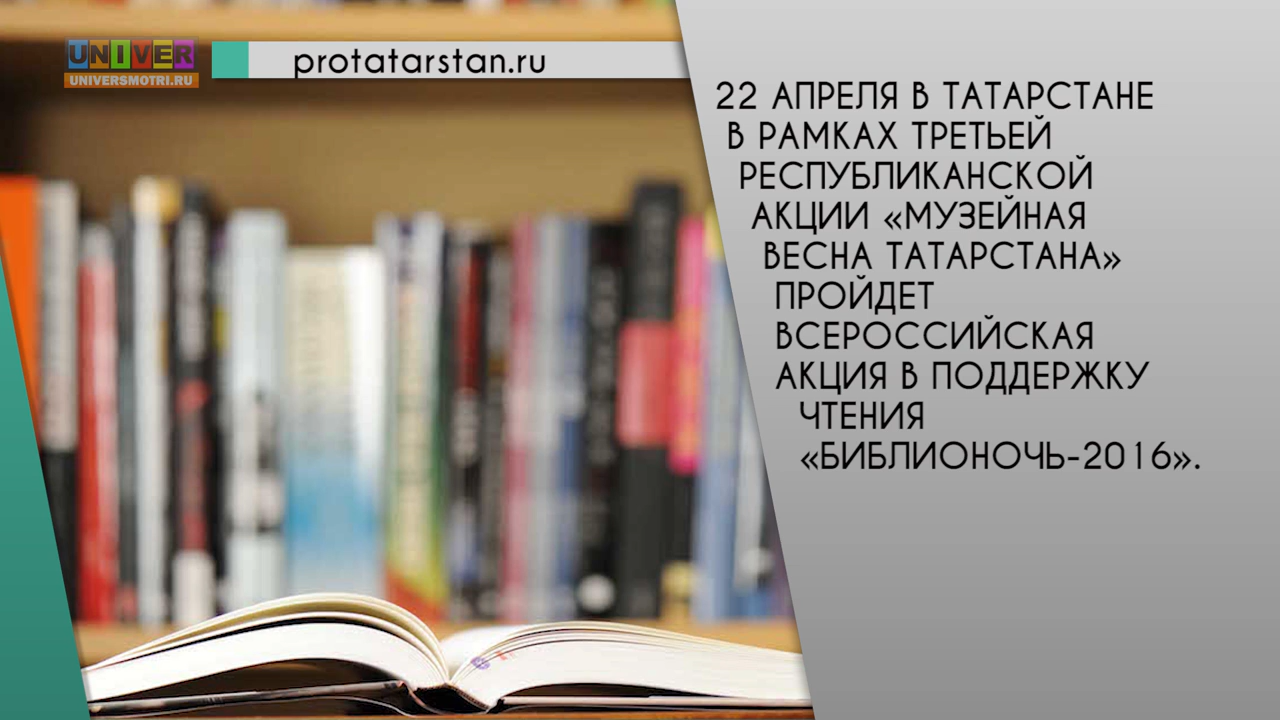 UNIVER
UNIVERSMOTRI.RU
protatarstan.ru
22 АПРЕЛЯ В ТАТАРСТАНЕ
В РАМКАХ ТРЕТЬЕЙ
РЕСПУБЛИКАНСКОЙ
АКЦИИ «МУЗЕЙНАЯ
ВЕСНА ТАТАРСТАНА»
ПРОЙДЕТ
ВСЕРОССИЙСКАЯ
АКЦИЯ В ПОДДЕРЖКУ
ЧТЕНИЯ
«БИБЛИОНОЧЬ-2016».